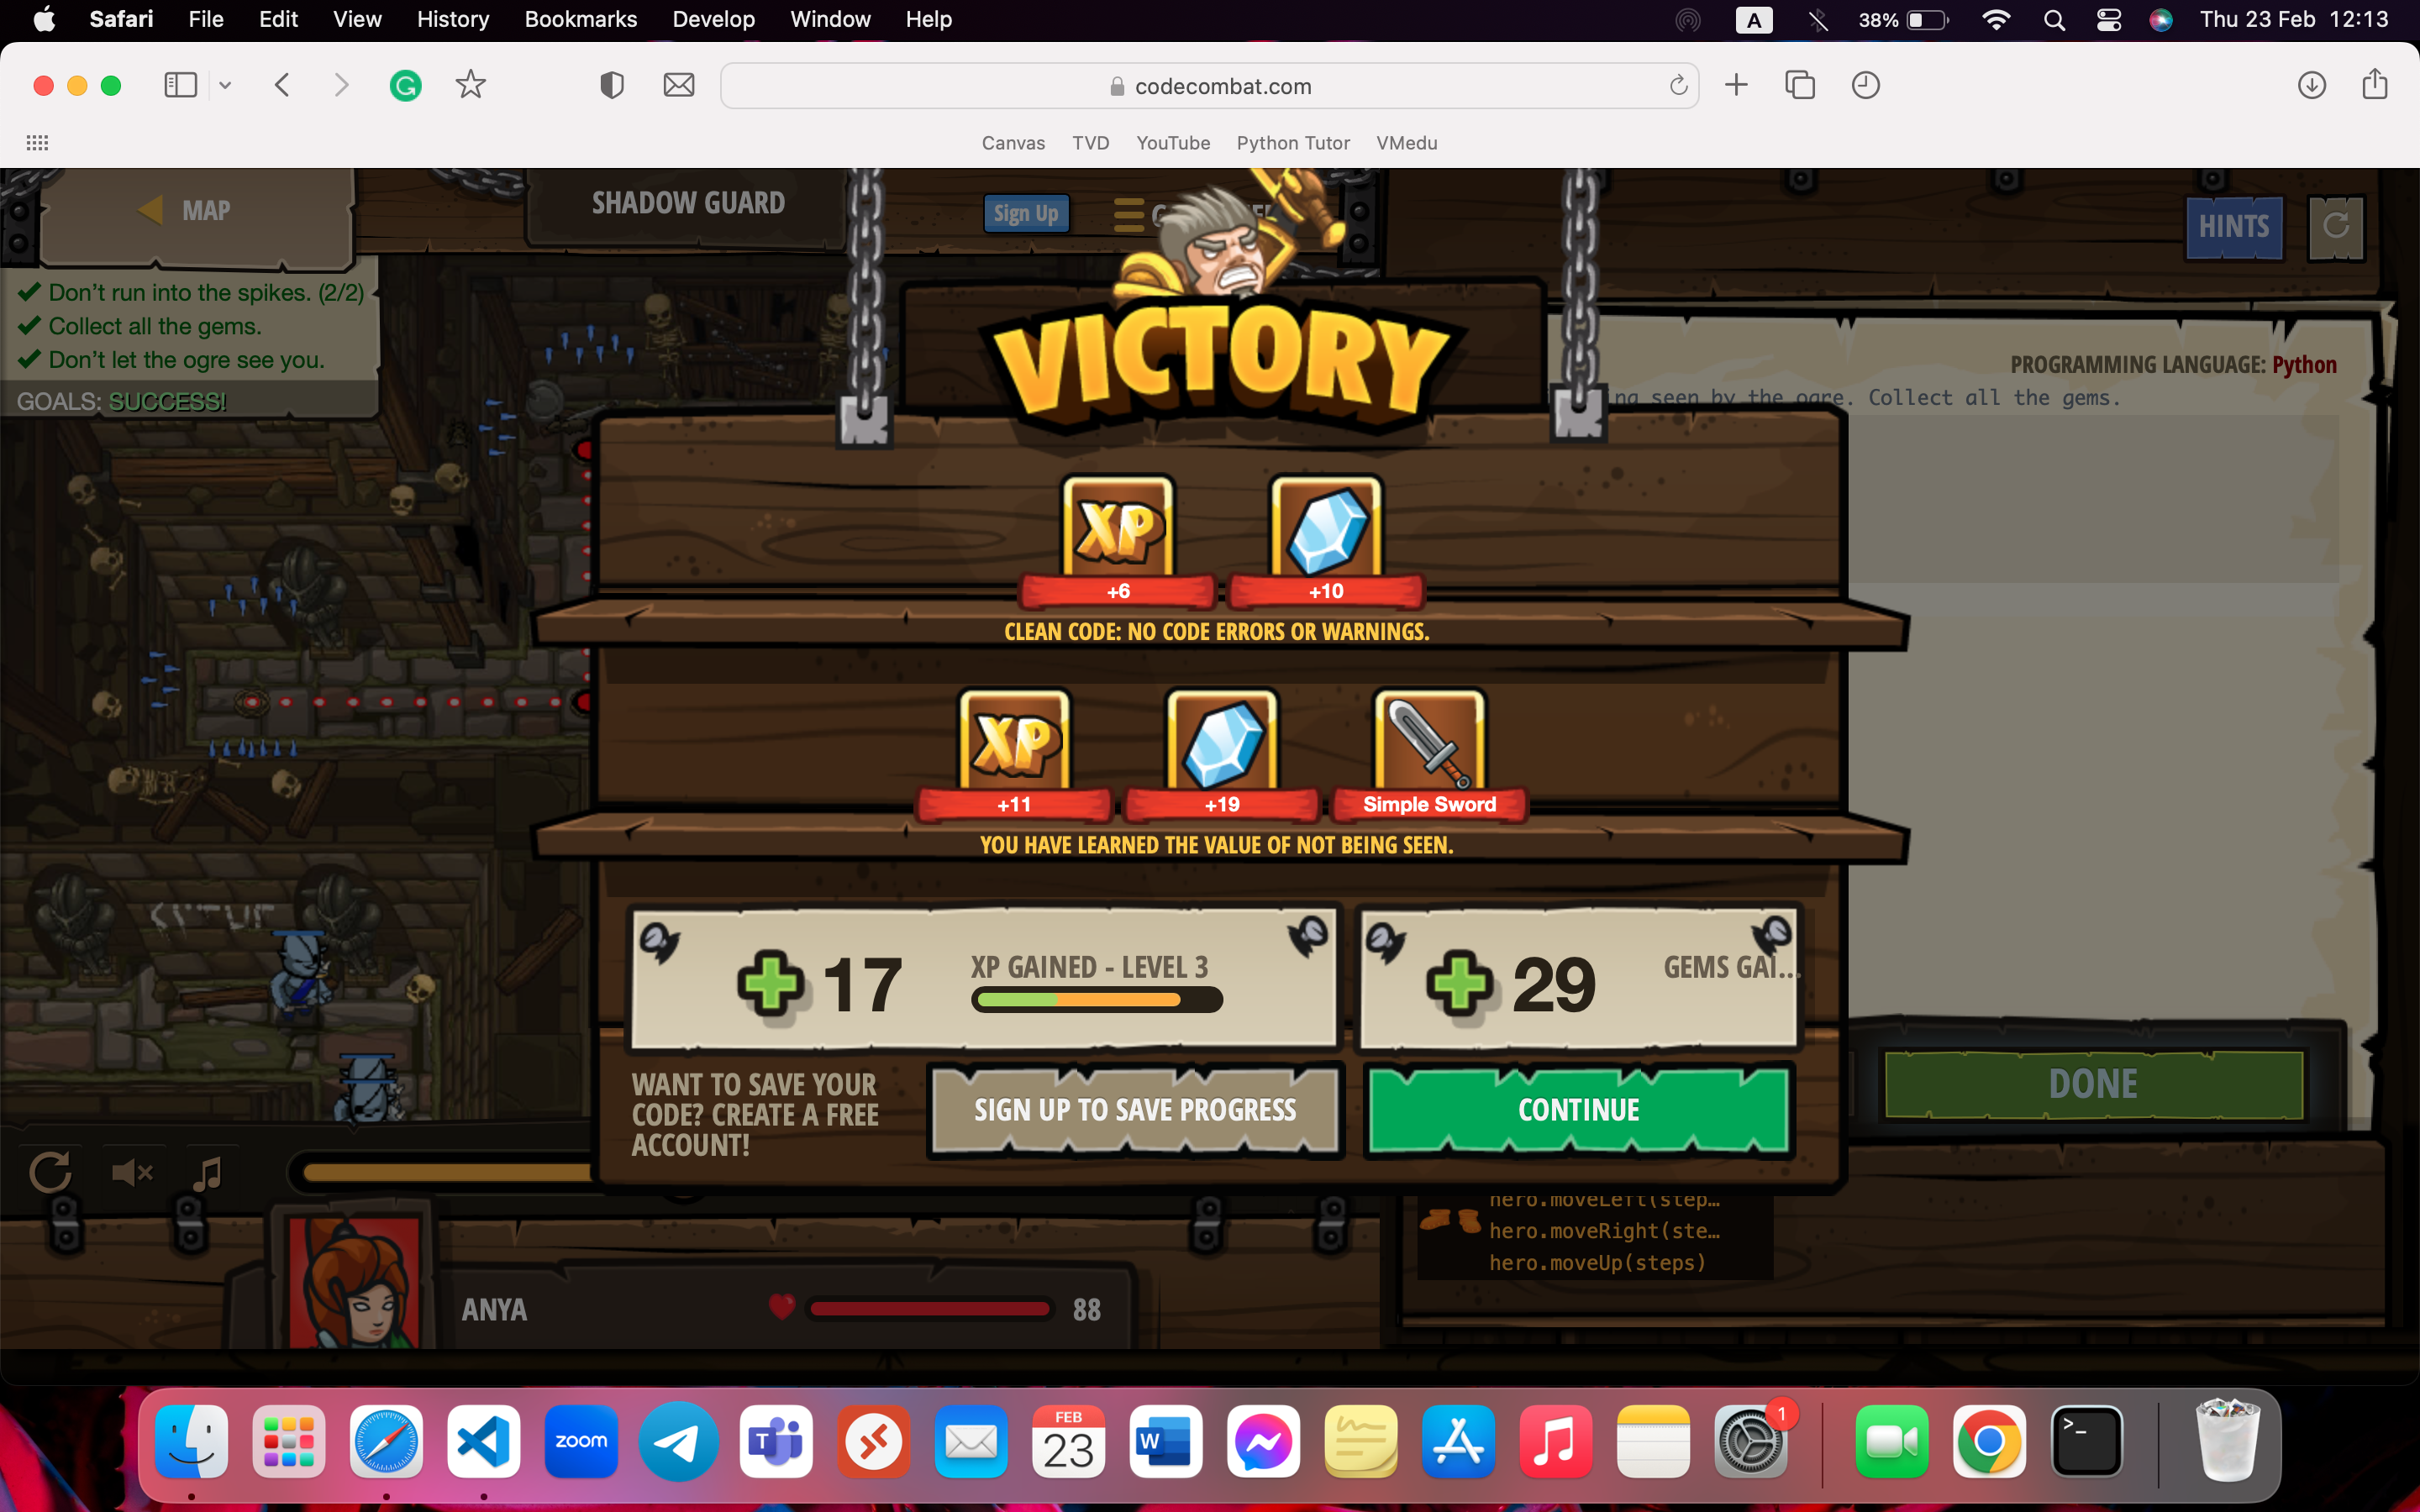 Safari File Edit View History Bookmarks Develop Window Help A 38% Thu 23 Feb 12:13
codecombat.com
Canvas TVD YouTube Python Tutor VMedu
MAP
SHADOW GUARD
Sign Up
HINTS
Don't run into the spikes. (2/2)
Collect all the gems.
Don't let the ogre see you.
GOALS: SUCCESS!
VICTORY
PROGRAMMING LANGUAGE: Python
seen by the ogre. Collect all the gems.
XP
+6 +10
CLEAN CODE: NO CODE ERRORS OR WARNINGS.
XP
+11 +19 Simple Sword
YOU HAVE LEARNED THE VALUE OF NOT BEING SEEN.
17 XP GAINED - LEVEL 3
29 GEMS GAI...
WANT TO SAVE YOUR
CODE? CREATE A FREE
ACCOUNT!
SIGN UP TO SAVE PROGRESS
CONTINUE
DONE
hero.moveLeft(step…
hero.moveRight(ste…
hero.moveUp(steps)
ANYA 88
zoom
T
FEB
23
W
1
>_